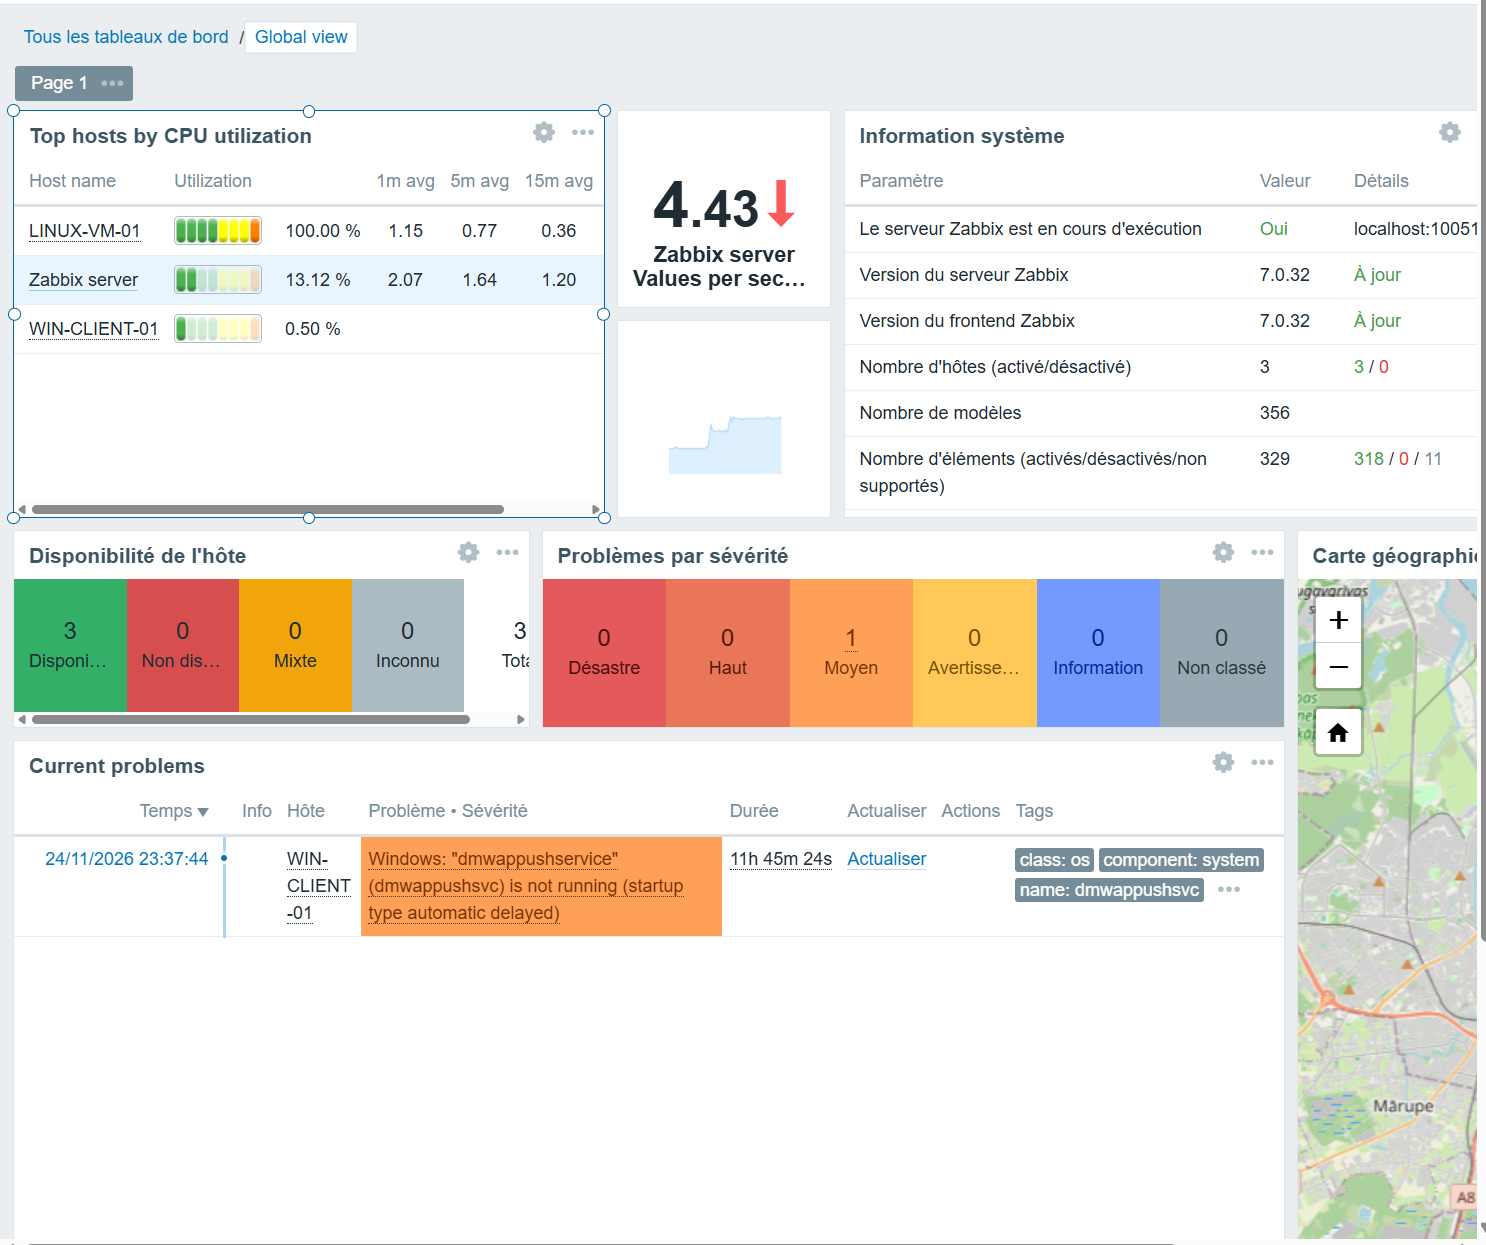 Tous les tableaux de bord / Global view
Page 1
Top hosts by CPU utilization
Host name Utilization 1m avg 5m avg 15m avg
LINUX-VM-01 100.00 % 1.15 0.77 0.36
Zabbix server 13.12 % 2.07 1.64 1.20
WIN-CLIENT-01 0.50 %
4.43
Zabbix server
Values per sec...
Information système
Paramètre Valeur Détails
Le serveur Zabbix est en cours d'exécution Oui localhost:10051
Version du serveur Zabbix 7.0.32 À jour
Version du frontend Zabbix 7.0.32 À jour
Nombre d'hôtes (activé/désactivé) 3 3 / 0
Nombre de modèles 356
Nombre d'éléments (activés/désactivés/non 329 318 / 0 / 11
supportés)
Disponibilité de l'hôte
3 0 0 0 3
Disponi... Non dis... Mixte Inconnu Tota
Problèmes par sévérité
0 0 1 0 0 0
Désastre Haut Moyen Avertisse... Information Non classé
Carte géographi
+
−
Mārupe
A8
Current problems
Temps Info Hôte Problème • Sévérité Durée Actualiser Actions Tags
24/11/2026 23:37:44 WIN- Windows: "dmwappushservice" 11h 45m 24s Actualiser class: os component: system
CLIENT (dmwappushsvc) is not running (startup name: dmwappushsvc
-01 type automatic delayed)